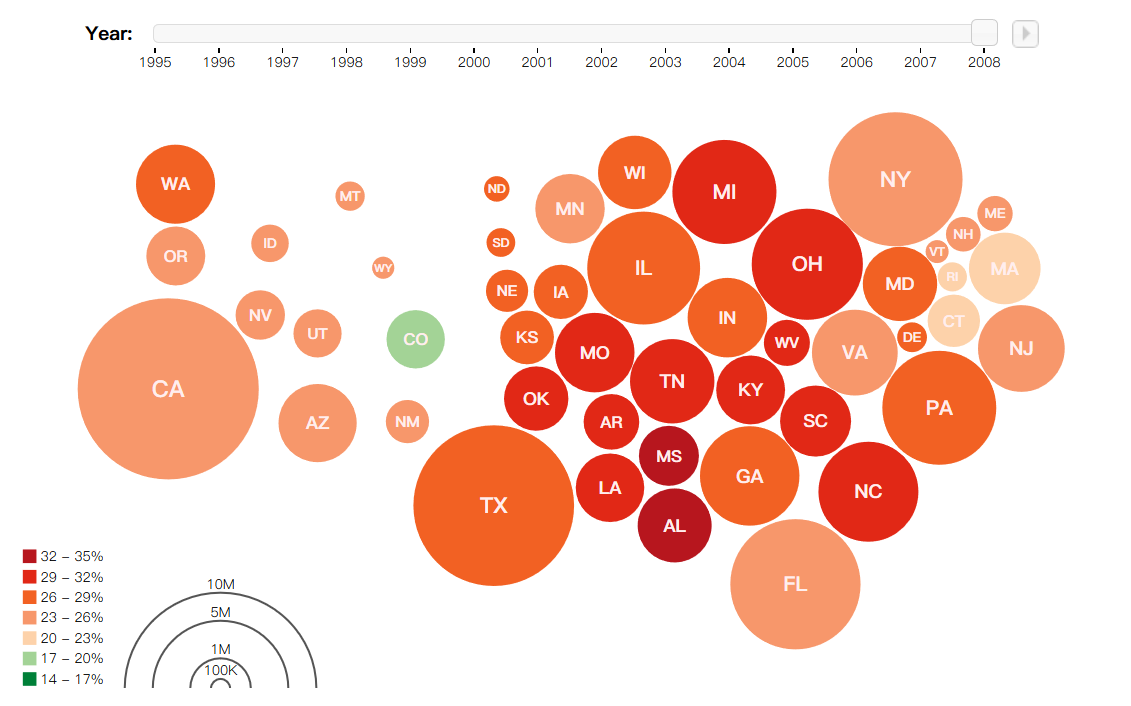 Year:
1995 1996 1997 1998 1999 2000 2001 2002 2003 2004 2005 2006 2007 2008
WA
OR
CA
NV
ID
UT
AZ
MT
WY
CO
NM
ND
SD
NE
KS
OK
TX
MN
IA
MO
AR
LA
WI
IL
MI
IN
OH
TN
KY
WV
MS
AL
GA
SC
NC
FL
NY
MD
VA
DE
PA
NJ
ME
NH
VT
RI
MA
CT
32 – 35%
29 – 32%
26 – 29%
23 – 26%
20 – 23%
17 – 20%
14 – 17%
10M
5M
1M
100K